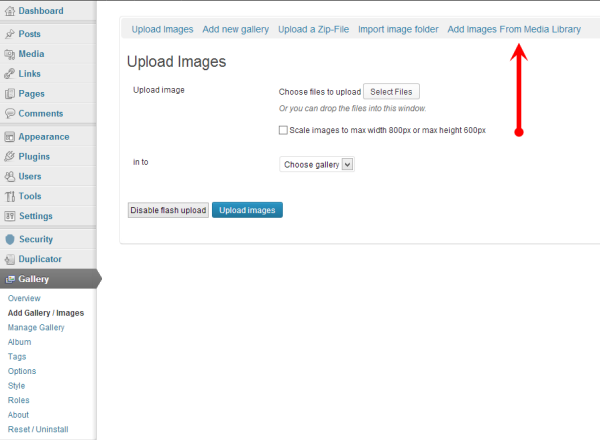 Dashboard
Posts
Media
Links
Pages
Comments
Appearance
Plugins
Users
Tools
Settings
Security
Duplicator
Gallery
Overview
Add Gallery / Images
Manage Gallery
Album
Tags
Options
Style
Roles
About
Reset / Uninstall
Upload Images Add new gallery Upload a Zip-File Import image folder Add Images From Media Library
Upload Images
Upload image Choose files to upload Select Files
Or you can drop the files into this window.
Scale images to max width 800px or max height 600px
in to Choose gallery
Disable flash upload Upload images